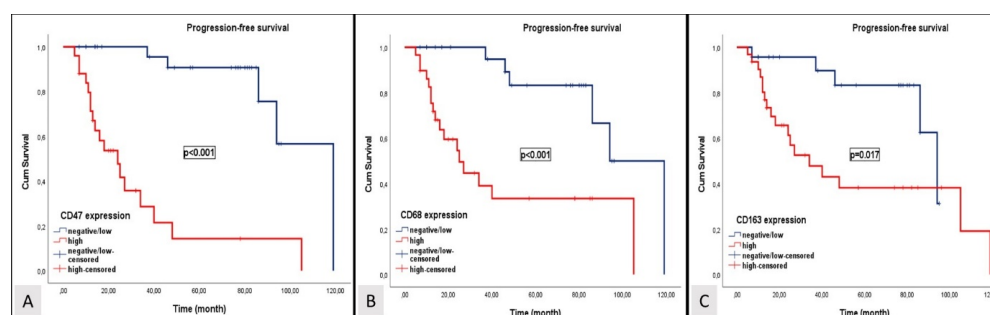 Progression-free survival
1,0
0,8
0,6
0,4
0,2
0,0
Cum Survival
p<0.001
CD47 expression
negative/low
high
negative/low-
censored
high-censored
,00
20,00
40,00
60,00
80,00
100,00
120,00
Time (month)
A
Progression-free survival
1,0
0,8
0,6
0,4
0,2
0,0
Cum Survival
p<0.001
CD68 expression
negative/low
high
negative/low-
censored
high-censored
,00
20,00
40,00
60,00
80,00
100,00
120,00
Time (month)
B
Progression-free survival
1,0
0,8
0,6
0,4
0,2
0,0
Cum Survival
p=0.017
CD163 expression
negative/low
high
negative/low-censored
high-censored
,00
20,00
40,00
60,00
80,00
100,00
120,00
Time (month)
C